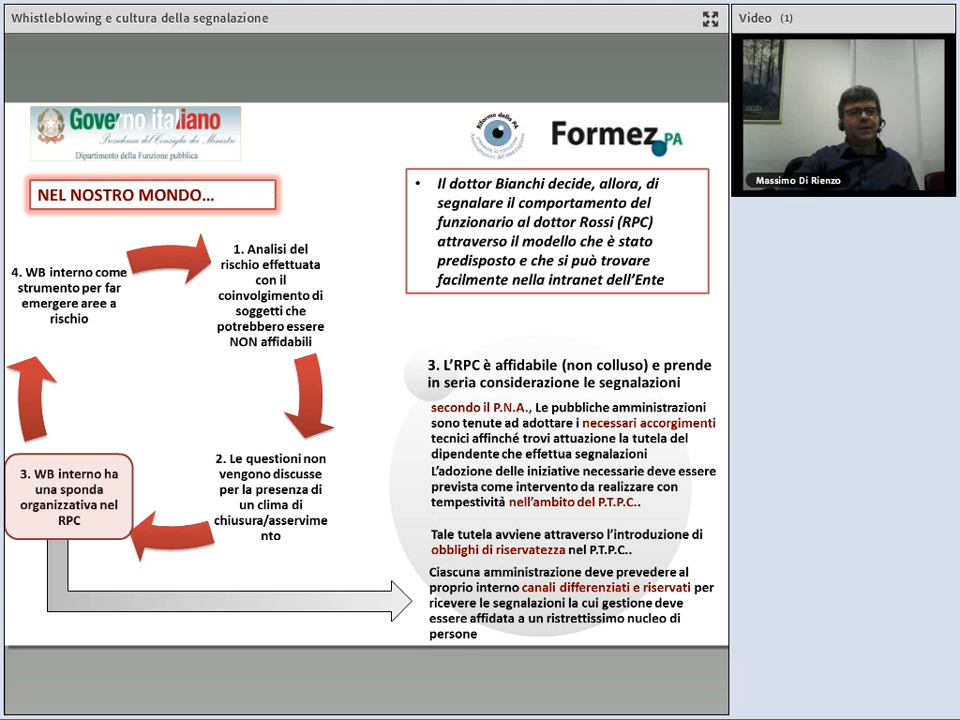 Whistleblowing e cultura della segnalazione
Video (1)
Massimo Di Rienzo
Governo italiano
Presidenza del Consiglio dei Ministri
Dipartimento della Funzione pubblica
Riforme della PA
Formez PA
NEL NOSTRO MONDO...
• Il dottor Bianchi decide, allora, di
segnalare il comportamento del
funzionario al dottor Rossi (RPC)
attraverso il modello che è stato
predisposto e che si può trovare
facilmente nella intranet dell'Ente
1. Analisi del
rischio effettuata
con il
coinvolgimento di
soggetti che
potrebbero essere
NON affidabili
2. Le questioni non
vengono discusse
per la presenza di
un clima di
chiusura/asservime
nto
3. WB interno ha
una sponda
organizzativa nel
RPC
4. WB interno come
strumento per far
emergere aree a
rischio
3. L'RPC è affidabile (non colluso) e prende
in seria considerazione le segnalazioni
secondo il P.N.A., Le pubbliche amministrazioni
sono tenute ad adottare i necessari accorgimenti
tecnici affinché trovi attuazione la tutela del
dipendente che effettua segnalazioni
L'adozione delle iniziative necessarie deve essere
prevista come intervento da realizzare con
tempestività nell'ambito del P.T.P.C..
Tale tutela avviene attraverso l'introduzione di
obblighi di riservatezza nel P.T.P.C..
Ciascuna amministrazione deve prevedere al
proprio interno canali differenziati e riservati per
ricevere le segnalazioni la cui gestione deve
essere affidata a un ristrettissimo nucleo di
persone